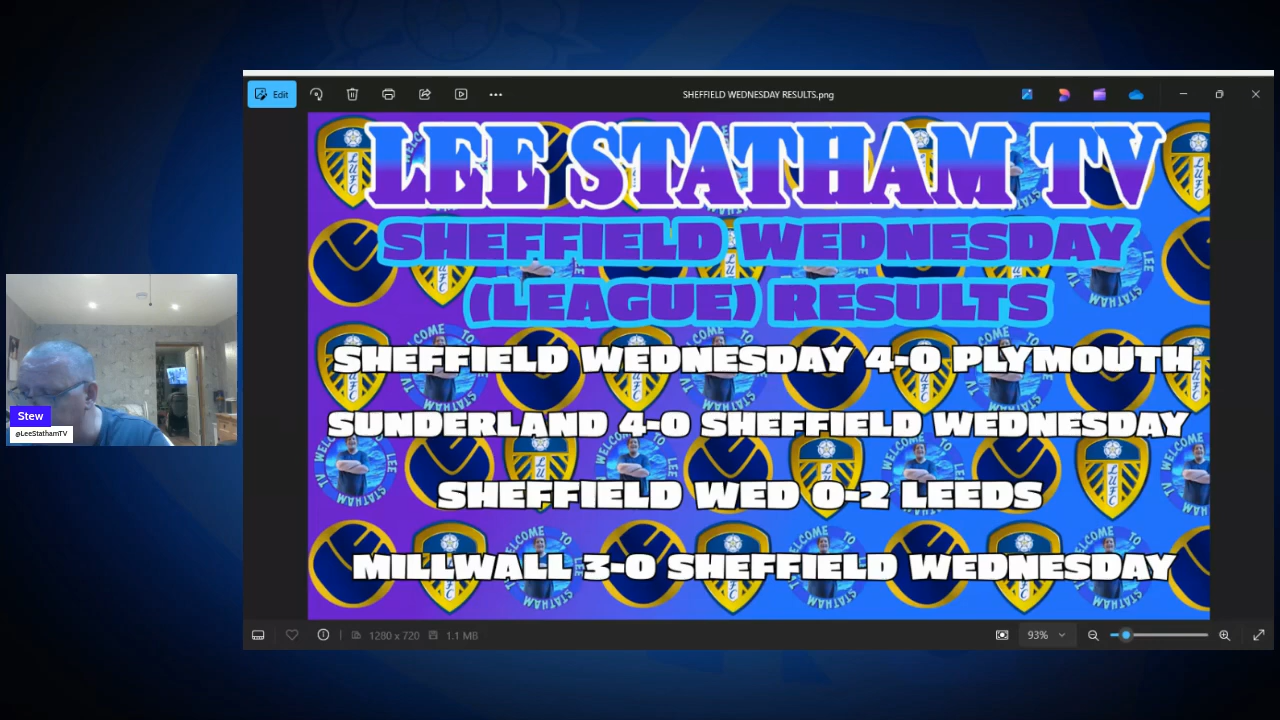 Edit
SHEFFIELD WEDNESDAY RESULTS.png
LEE STATHAM TV
SHEFFIELD WEDNESDAY
(LEAGUE) RESULTS
SHEFFIELD WEDNESDAY 4-0 PLYMOUTH
SUNDERLAND 4-0 SHEFFIELD WEDNESDAY
SHEFFIELD WED 0-2 LEEDS
MILLWALL 3-0 SHEFFIELD WEDNESDAY
Stew
@LeeStathamTV
1280 x 720
1.1 MB
93%